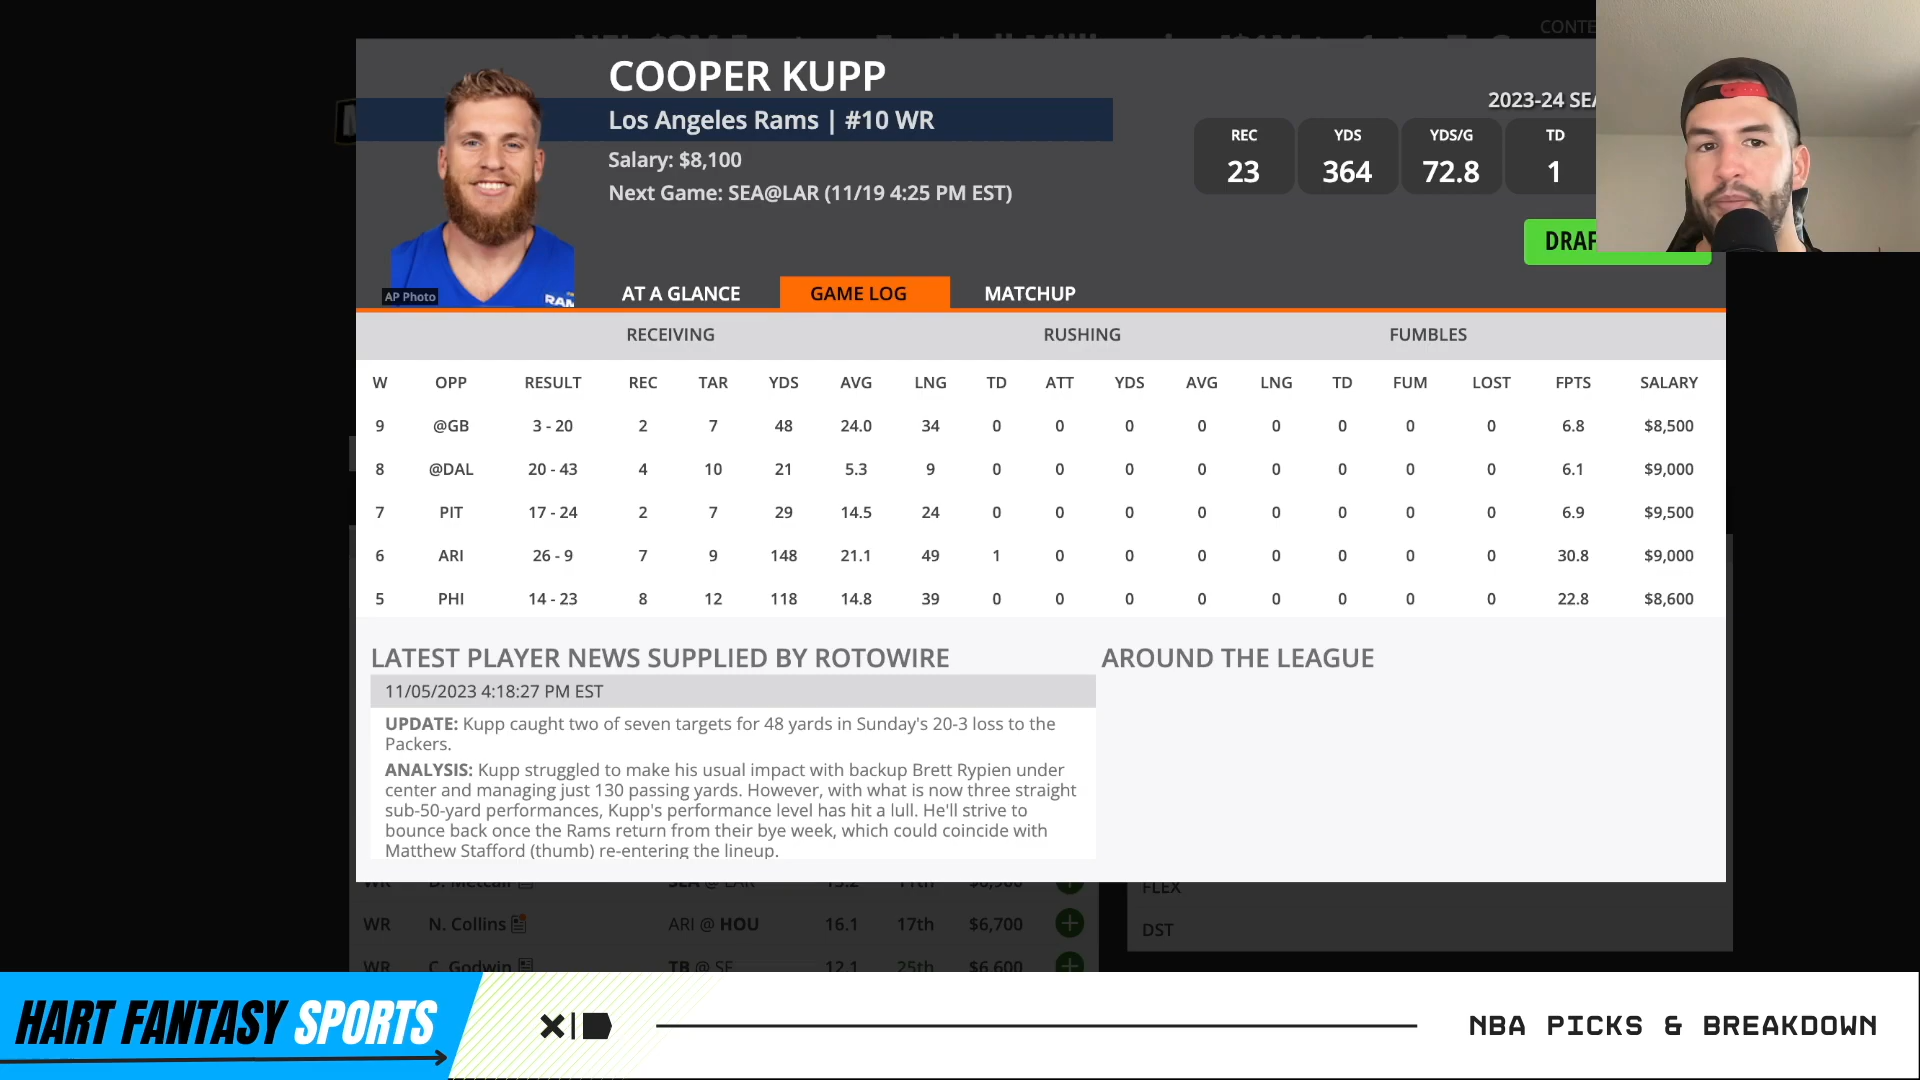 CONTE
COOPER KUPP
Los Angeles Rams | #10 WR
Salary: $8,100
Next Game: SEA@LAR (11/19 4:25 PM EST)
2023-24 SEA
REC YDS YDS/G TD
23 364 72.8 1
DRAF
AP Photo
AT A GLANCE GAME LOG MATCHUP
RECEIVING RUSHING FUMBLES
W OPP RESULT REC TAR YDS AVG LNG TD ATT YDS AVG LNG TD FUM LOST FPTS SALARY
9 @GB 3 - 20 2 7 48 24.0 34 0 0 0 0 0 0 0 0 6.8 $8,500
8 @DAL 20 - 43 4 10 21 5.3 9 0 0 0 0 0 0 0 0 6.1 $9,000
7 PIT 17 - 24 2 7 29 14.5 24 0 0 0 0 0 0 0 0 6.9 $9,500
6 ARI 26 - 9 7 9 148 21.1 49 1 0 0 0 0 0 0 0 30.8 $9,000
5 PHI 14 - 23 8 12 118 14.8 39 0 0 0 0 0 0 0 0 22.8 $8,600
LATEST PLAYER NEWS SUPPLIED BY ROTOWIRE
AROUND THE LEAGUE
11/05/2023 4:18:27 PM EST
UPDATE: Kupp caught two of seven targets for 48 yards in Sunday's 20-3 loss to the
Packers.
ANALYSIS: Kupp struggled to make his usual impact with backup Brett Rypien under
center and managing just 130 passing yards. However, with what is now three straight
sub-50-yard performances, Kupp's performance level has hit a lull. He'll strive to
bounce back once the Rams return from their bye week, which could coincide with
Matthew Stafford (thumb) re-entering the lineup.
FLEX
WR N. Collins ARI @ HOU 16.1 17th $6,700
DST
WR C. Godwin TB @ SF 12.1 25th $6,600
HART FANTASY SPORTS
NBA PICKS & BREAKDOWN